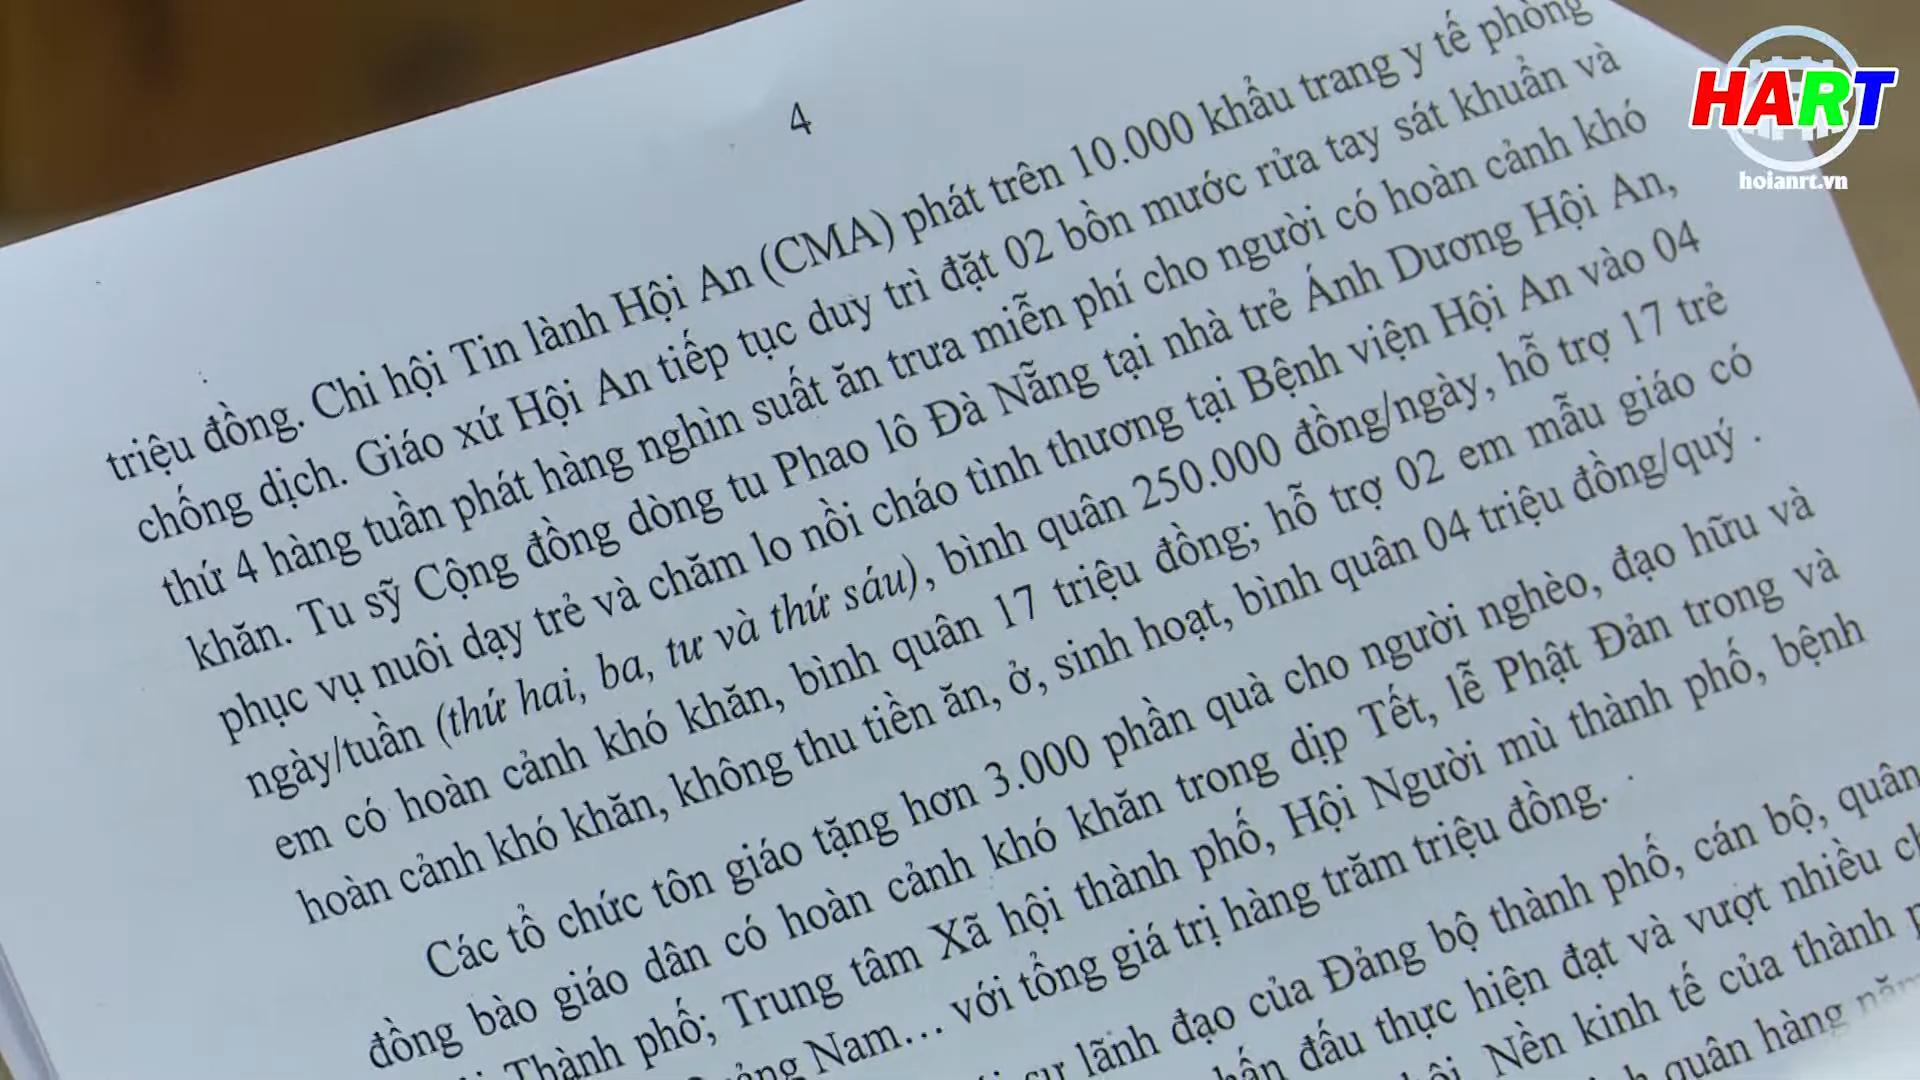 HART
hoianrt.vn
4
triệu đồng. Chi hội Tin lành Hội An (CMA) phát trên 10.000 khẩu trang y tế phòng
chống dịch. Giáo xứ Hội An tiếp tục duy trì đặt 02 bồn mước rửa tay sát khuẩn và
thứ 4 hàng tuần phát hàng nghìn suất ăn trưa miễn phí cho người có hoàn cảnh khó
khăn. Tu sỹ Cộng đồng dòng tu Phao lô Đà Nẵng tại nhà trẻ Ánh Dương Hội An,
phục vụ nuôi dạy trẻ và chăm lo nồi cháo tình thương tại Bệnh viện Hội An vào 04
ngày/tuần (thứ hai, ba, tư và thứ sáu), bình quân 250.000 đồng/ngày, hỗ trợ 17 trẻ
em có hoàn cảnh khó khăn, bình quân 17 triệu đồng; hỗ trợ 02 em mẫu giáo có
hoàn cảnh khó khăn, không thu tiền ăn, ở, sinh hoạt, bình quân 04 triệu đồng/quý .
Các tổ chức tôn giáo tặng hơn 3.000 phần quà cho người nghèo, đạo hữu và
đồng bào giáo dân có hoàn cảnh khó khăn trong dịp Tết, lễ Phật Đản trong và
Thành phố; Trung tâm Xã hội thành phố, Hội Người mù thành phố, bệnh
Nam… với tổng giá trị hàng trăm triệu đồng.
lãnh đạo của Đảng bộ thành phố, cán bộ, quân
đấu thực hiện đạt và vượt nhiều
Nền kinh tế của thành
quân hàng năm